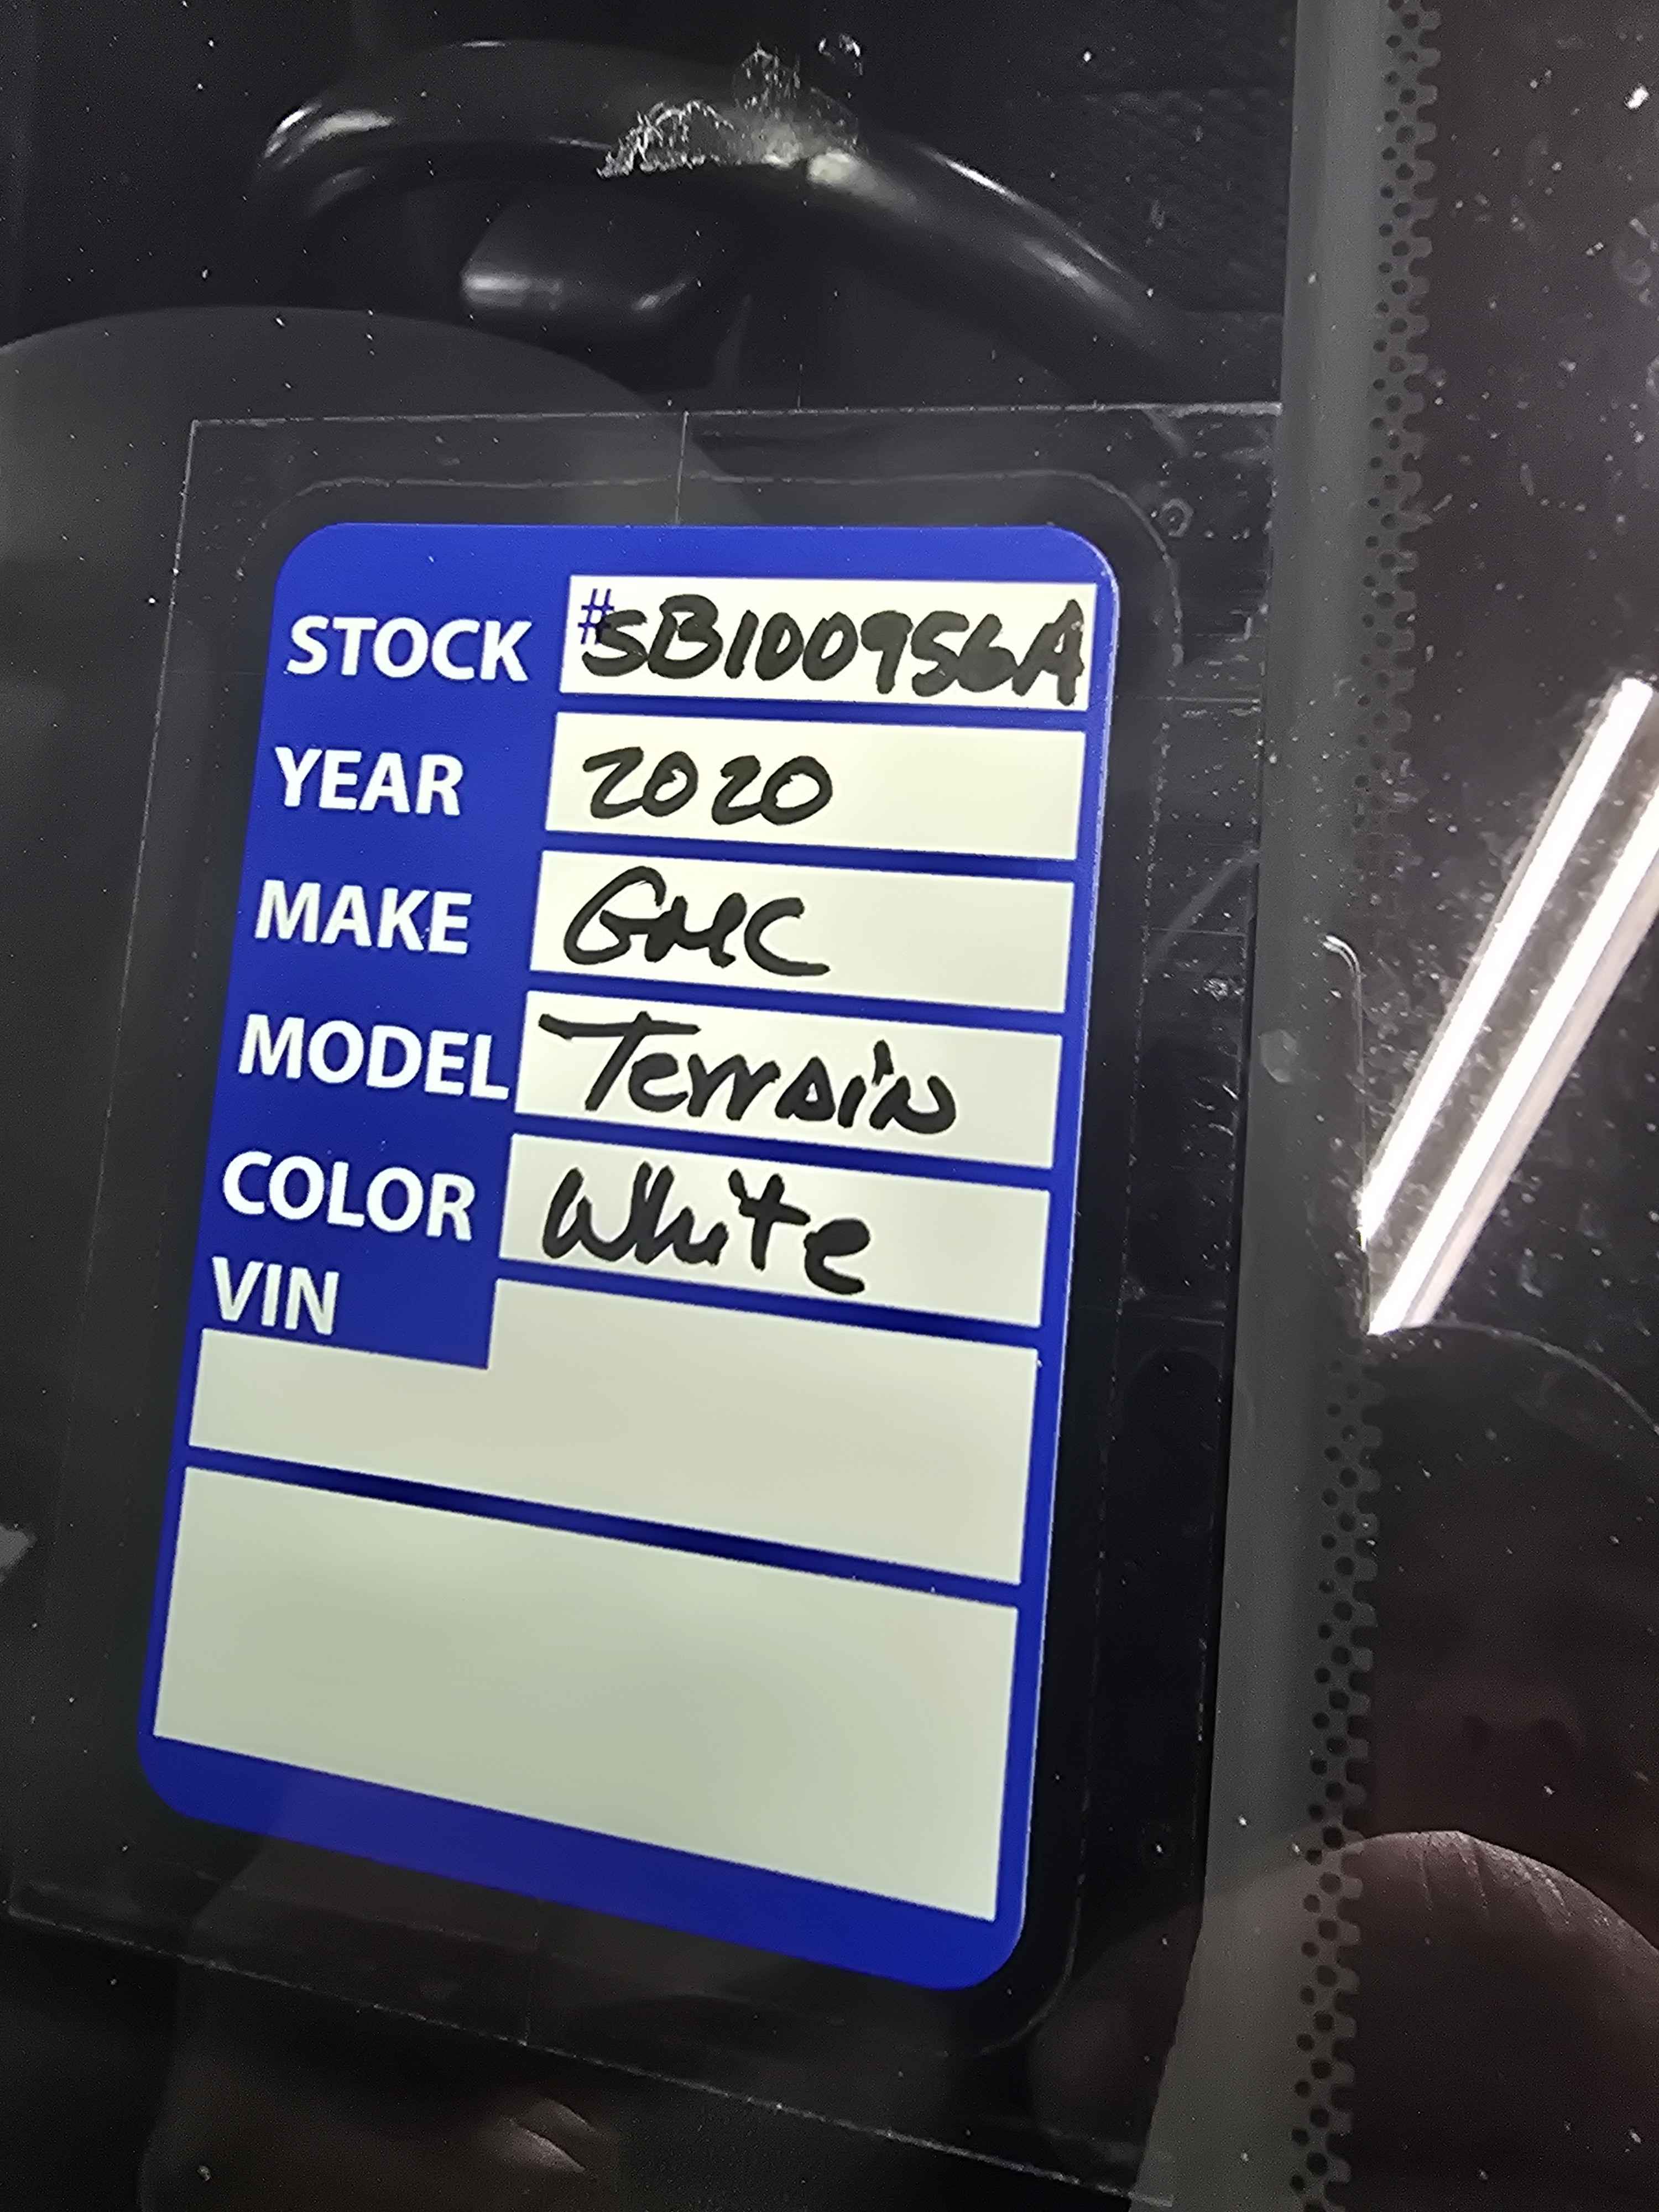 STOCK #SB100956A
YEAR 2020
MAKE GMC
MODEL Terrain
COLOR White
VIN